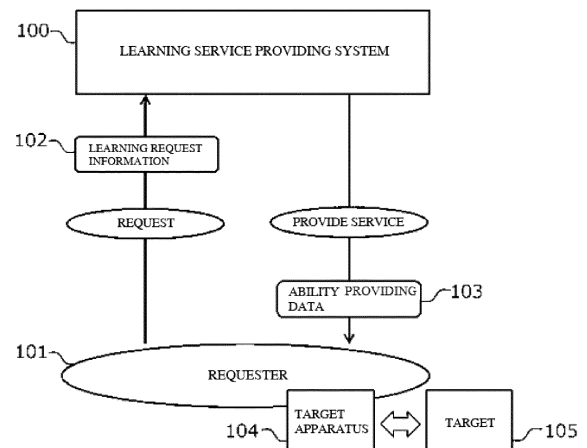 100
LEARNING SERVICE PROVIDING SYSTEM
102
LEARNING REQUEST
INFORMATION
REQUEST
PROVIDE SERVICE
ABILITY PROVIDING
DATA
103
101
REQUESTER
104
TARGET
APPARATUS
TARGET
105